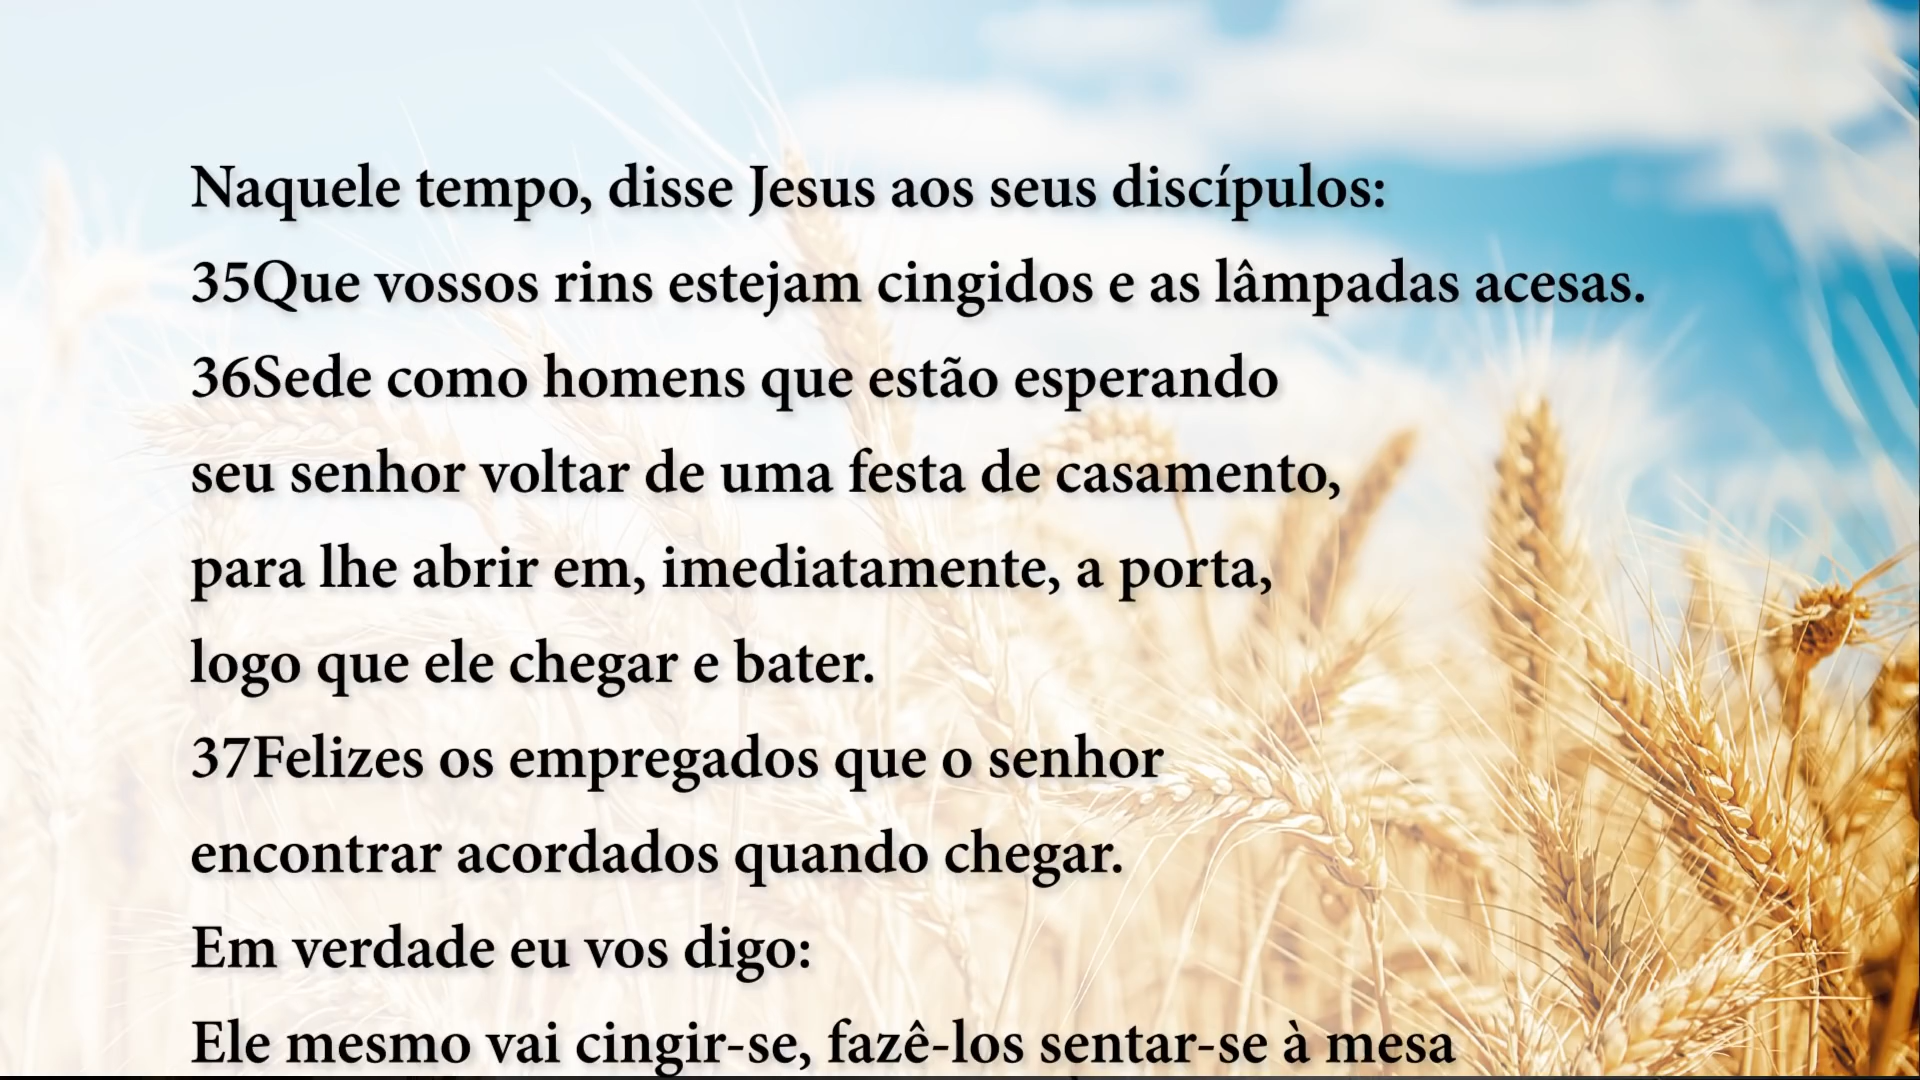 Naquele tempo, disse Jesus aos seus discípulos:
35Que vossos rins estejam cingidos e as lâmpadas acesas.
36Sede como homens que estão esperando
seu senhor voltar de uma festa de casamento,
para lhe abrir em, imediatamente, a porta,
logo que ele chegar e bater.
37Felizes os empregados que o senhor
encontrar acordados quando chegar.
Em verdade eu vos digo:
Ele mesmo vai cingir-se, fazê-los sentar-se à mesa